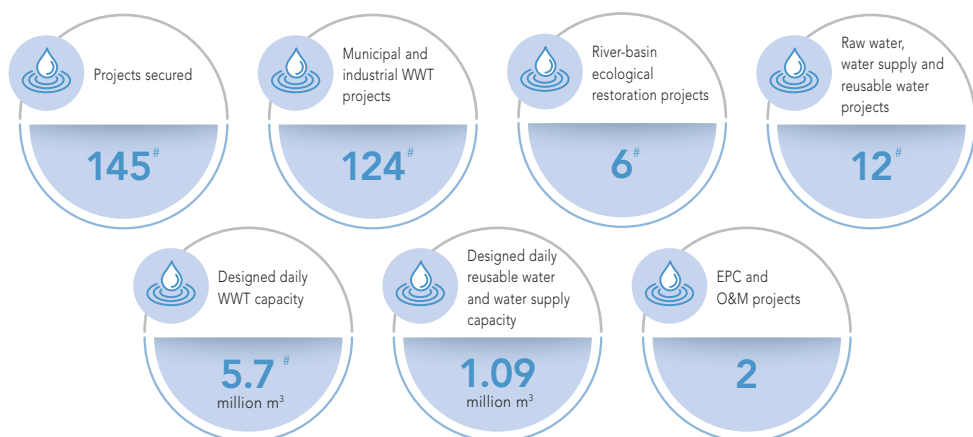 Projects secured
145#
Municipal and
industrial WWT
projects
124#
River-basin
ecological
restoration projects
6#
Raw water,
water supply and
reusable water
projects
12#
Designed daily
WWT capacity
5.7 #
million m³
Designed daily
reusable water
and water supply
capacity
1.09
million m³
EPC and
O&M projects
2